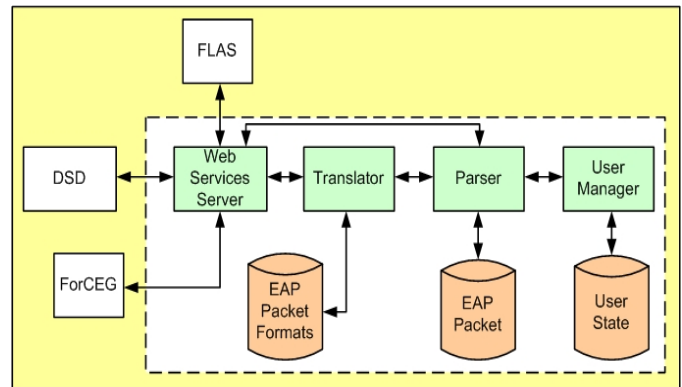 FLAS
DSD
Web
Services
Server
Translator
Parser
User
Manager
ForCEG
EAP
Packet
Formats
EAP
Packet
User
State